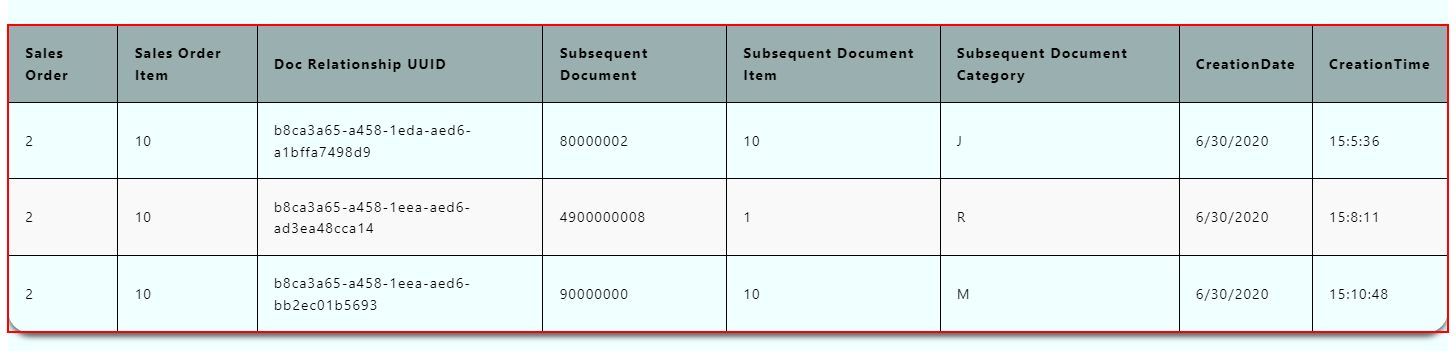 Sales Order
Sales Order Item
Doc Relationship UUID
Subsequent Document
Subsequent Document Item
Subsequent Document Category
CreationDate
CreationTime
2
10
b8ca3a65-a458-1eda-aed6-
a1bffa7498d9
80000002
10
J
6/30/2020
15:5:36
2
10
b8ca3a65-a458-1eea-aed6-
ad3ea48cca14
4900000008
1
R
6/30/2020
15:8:11
2
10
b8ca3a65-a458-1eea-aed6-
bb2ec01b5693
90000000
10
M
6/30/2020
15:10:48